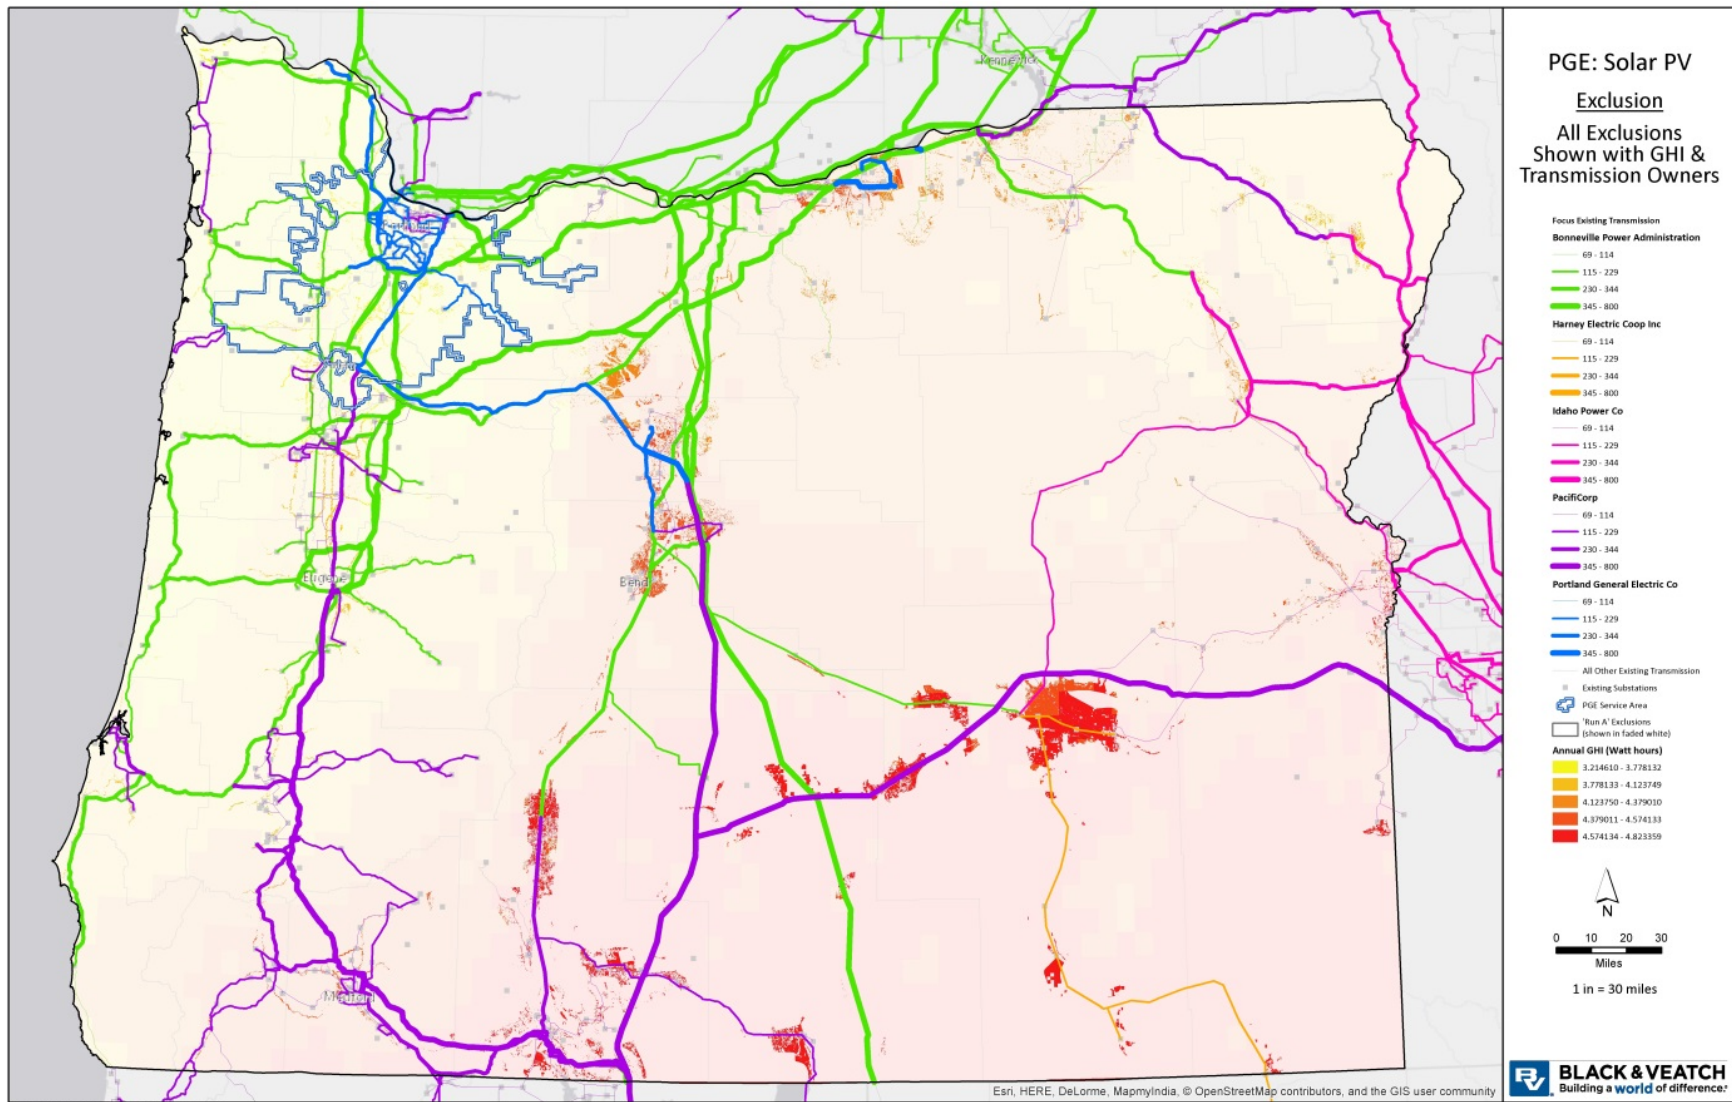 Kennewick
Portland
Salem
Eugene
Bend
Medford
Esri, HERE, DeLorme, MapmyIndia, © OpenStreetMap contributors, and the GIS user community
PGE: Solar PV
Exclusion
All Exclusions
Shown with GHI &
Transmission Owners
Focus Existing Transmission
Bonneville Power Administration
69 - 114
115 - 229
230 - 344
345 - 800
Harney Electric Coop Inc
69 - 114
115 - 229
230 - 344
345 - 800
Idaho Power Co
69 - 114
115 - 229
230 - 344
345 - 800
PacifiCorp
69 - 114
115 - 229
230 - 344
345 - 800
Portland General Electric Co
69 - 114
115 - 229
230 - 344
345 - 800
All Other Existing Transmission
Existing Substations
PGE Service Area
'Run A' Exclusions
(shown in faded white)
Annual GHI (Watt hours)
3.214610 - 3.778132
3.778133 - 4.123749
4.123750 - 4.379010
4.379011 - 4.574133
4.574134 - 4.823359
N
0 10 20 30
Miles
1 in = 30 miles
BV
BLACK & VEATCH
Building a world of difference.®